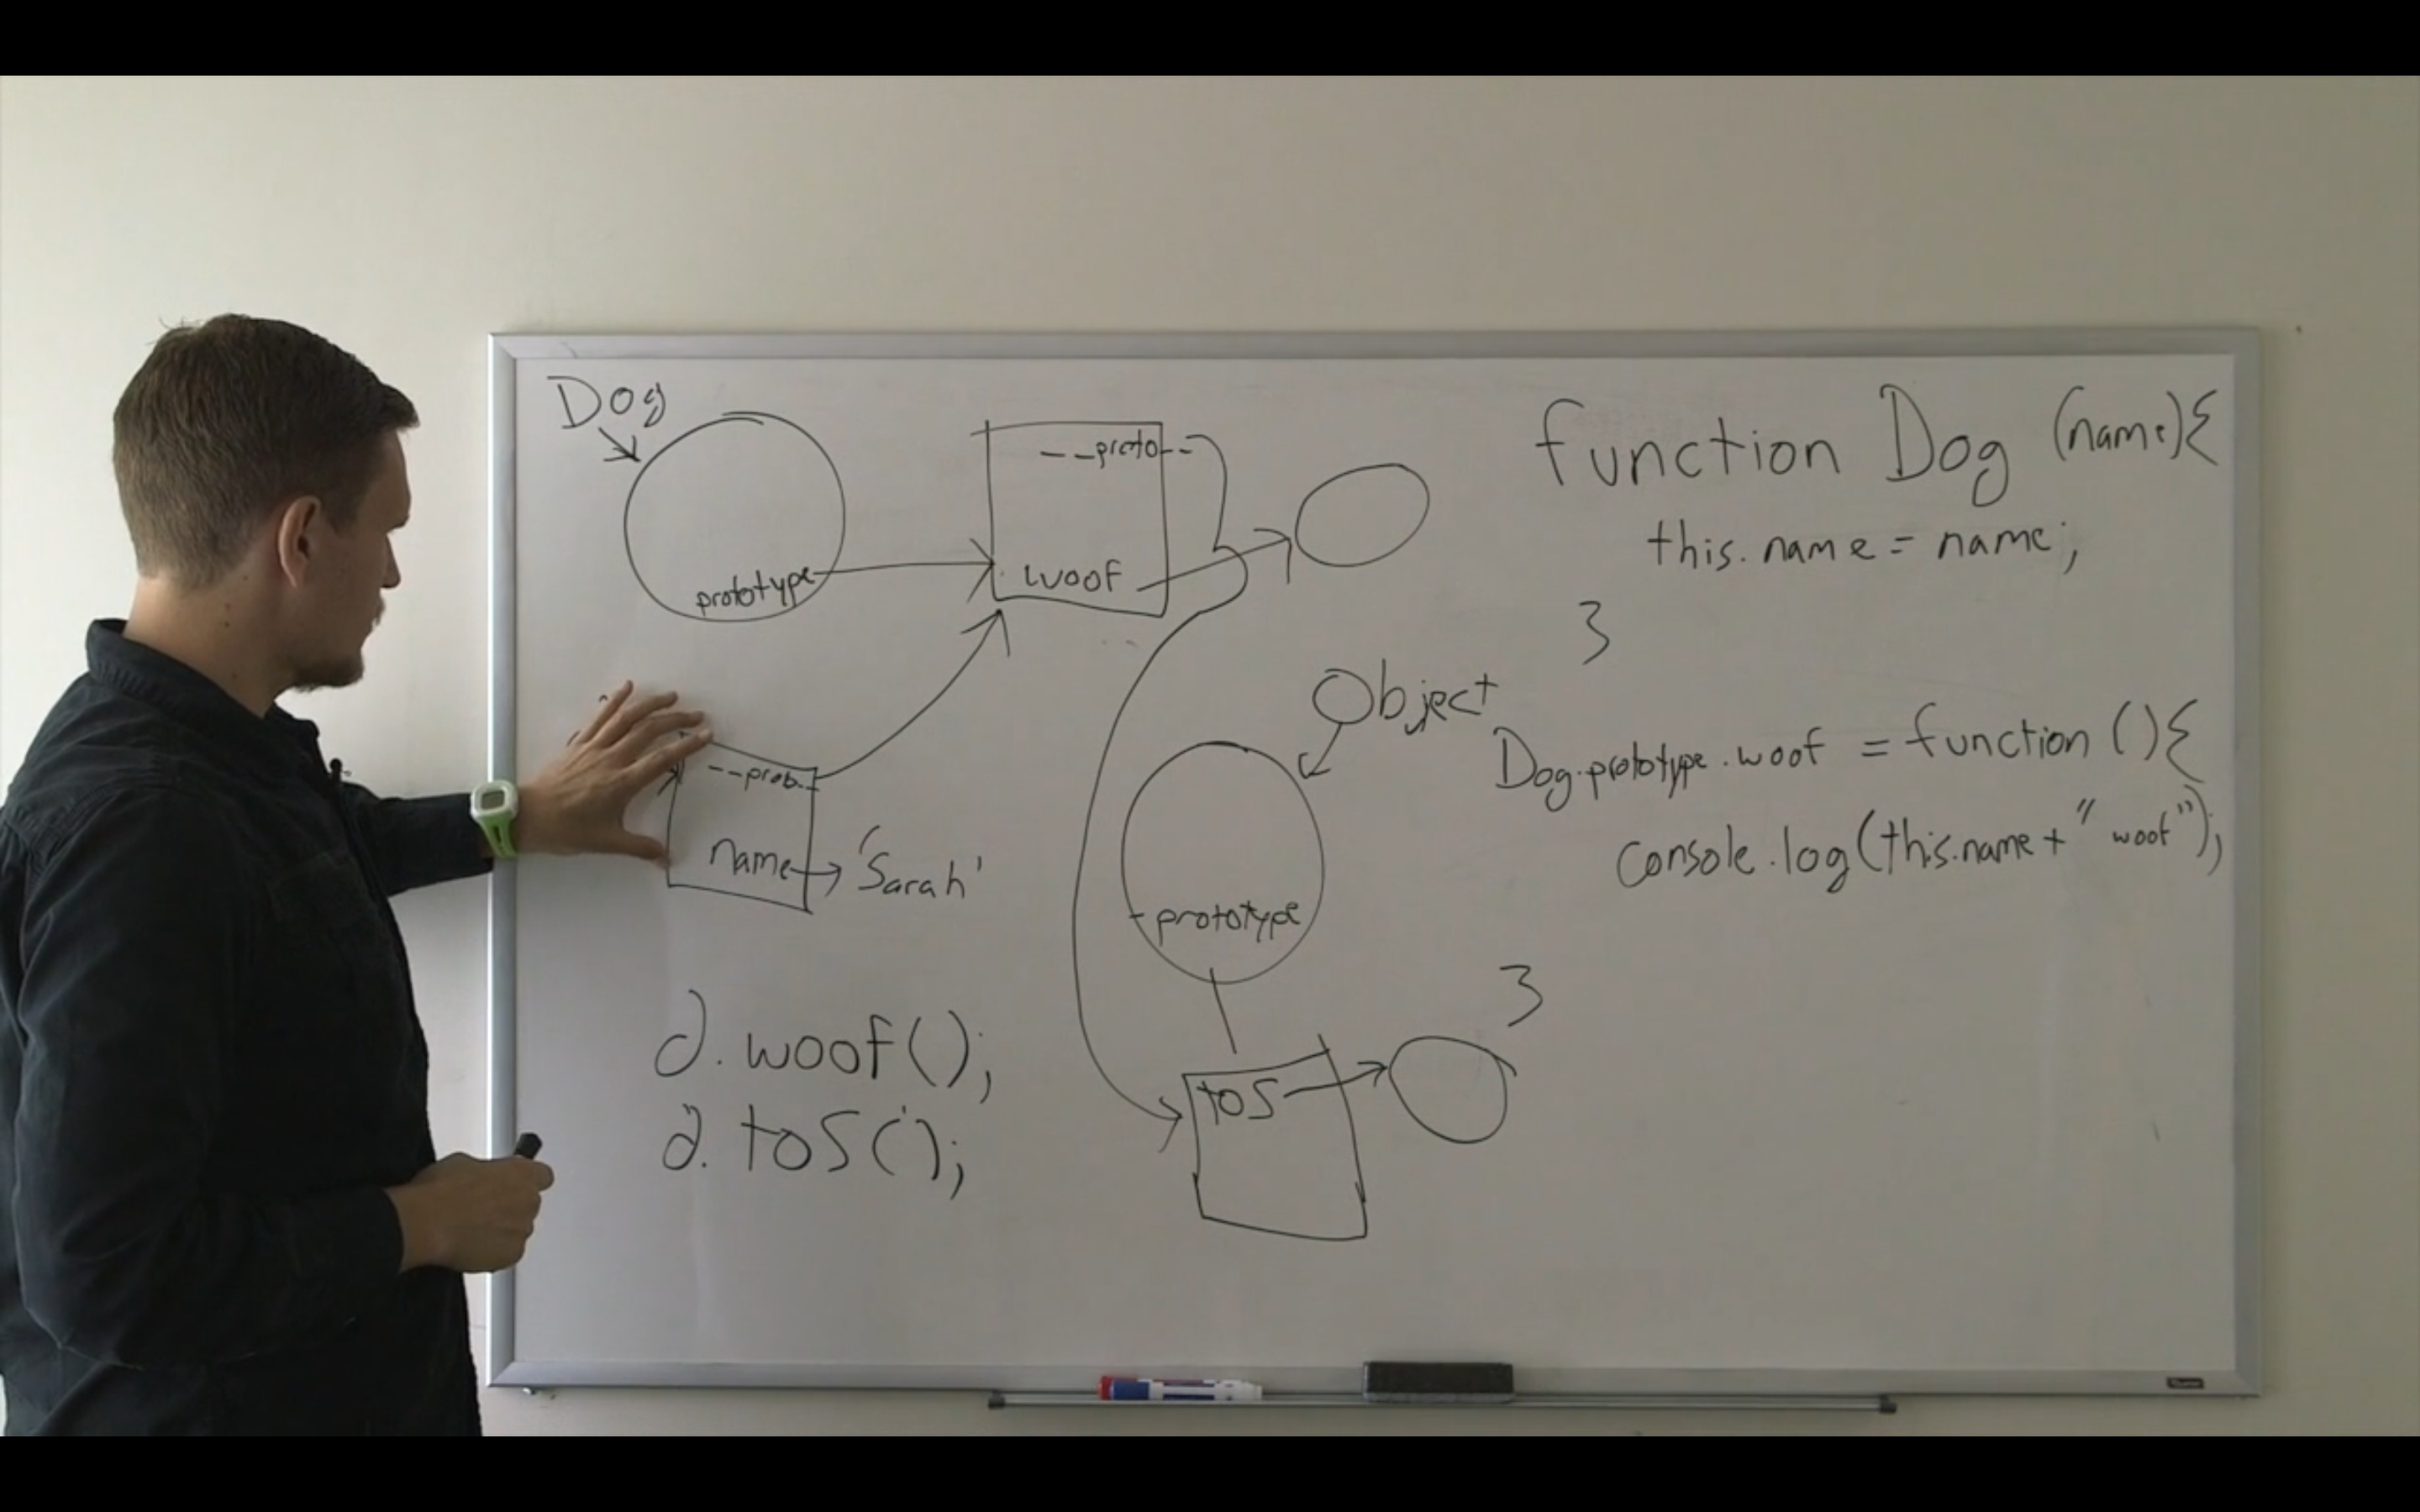 Dog
prototype
__proto__
woof
__proto__
name → 'Sarah'
d.woof();
d.toS();
Object
prototype
toS
function Dog (name){
this.name = name;
}
Dog.prototype.woof = function (){
console.log(this.name + " woof");
}